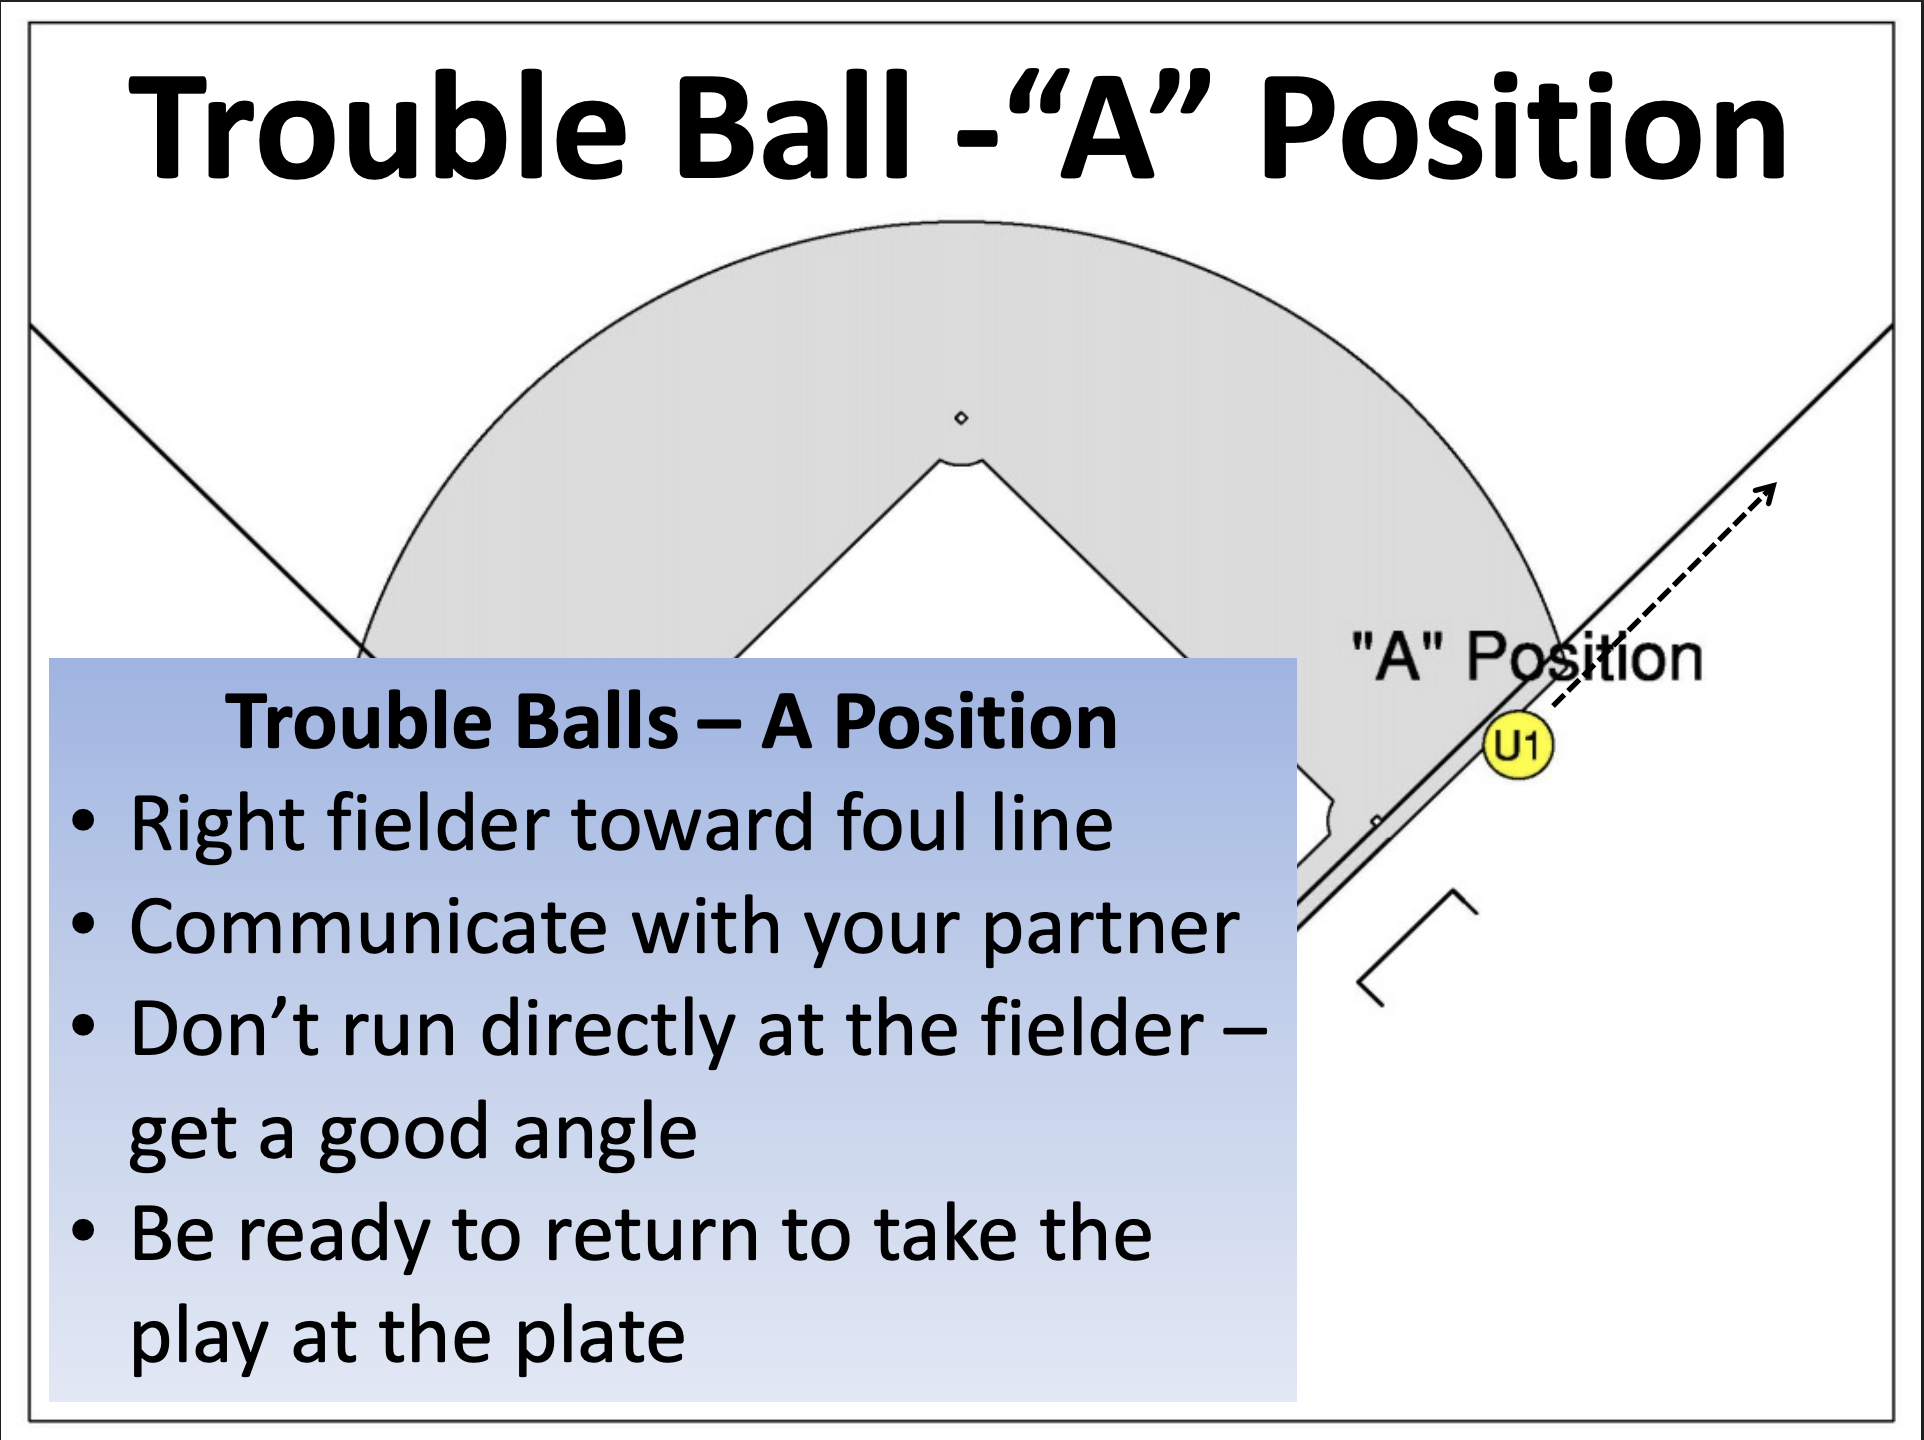 Trouble Ball -“A” Position
"A" Position
U1
Trouble Balls – A Position
• Right fielder toward foul line
• Communicate with your partner
• Don’t run directly at the fielder –
get a good angle
• Be ready to return to take the
play at the plate